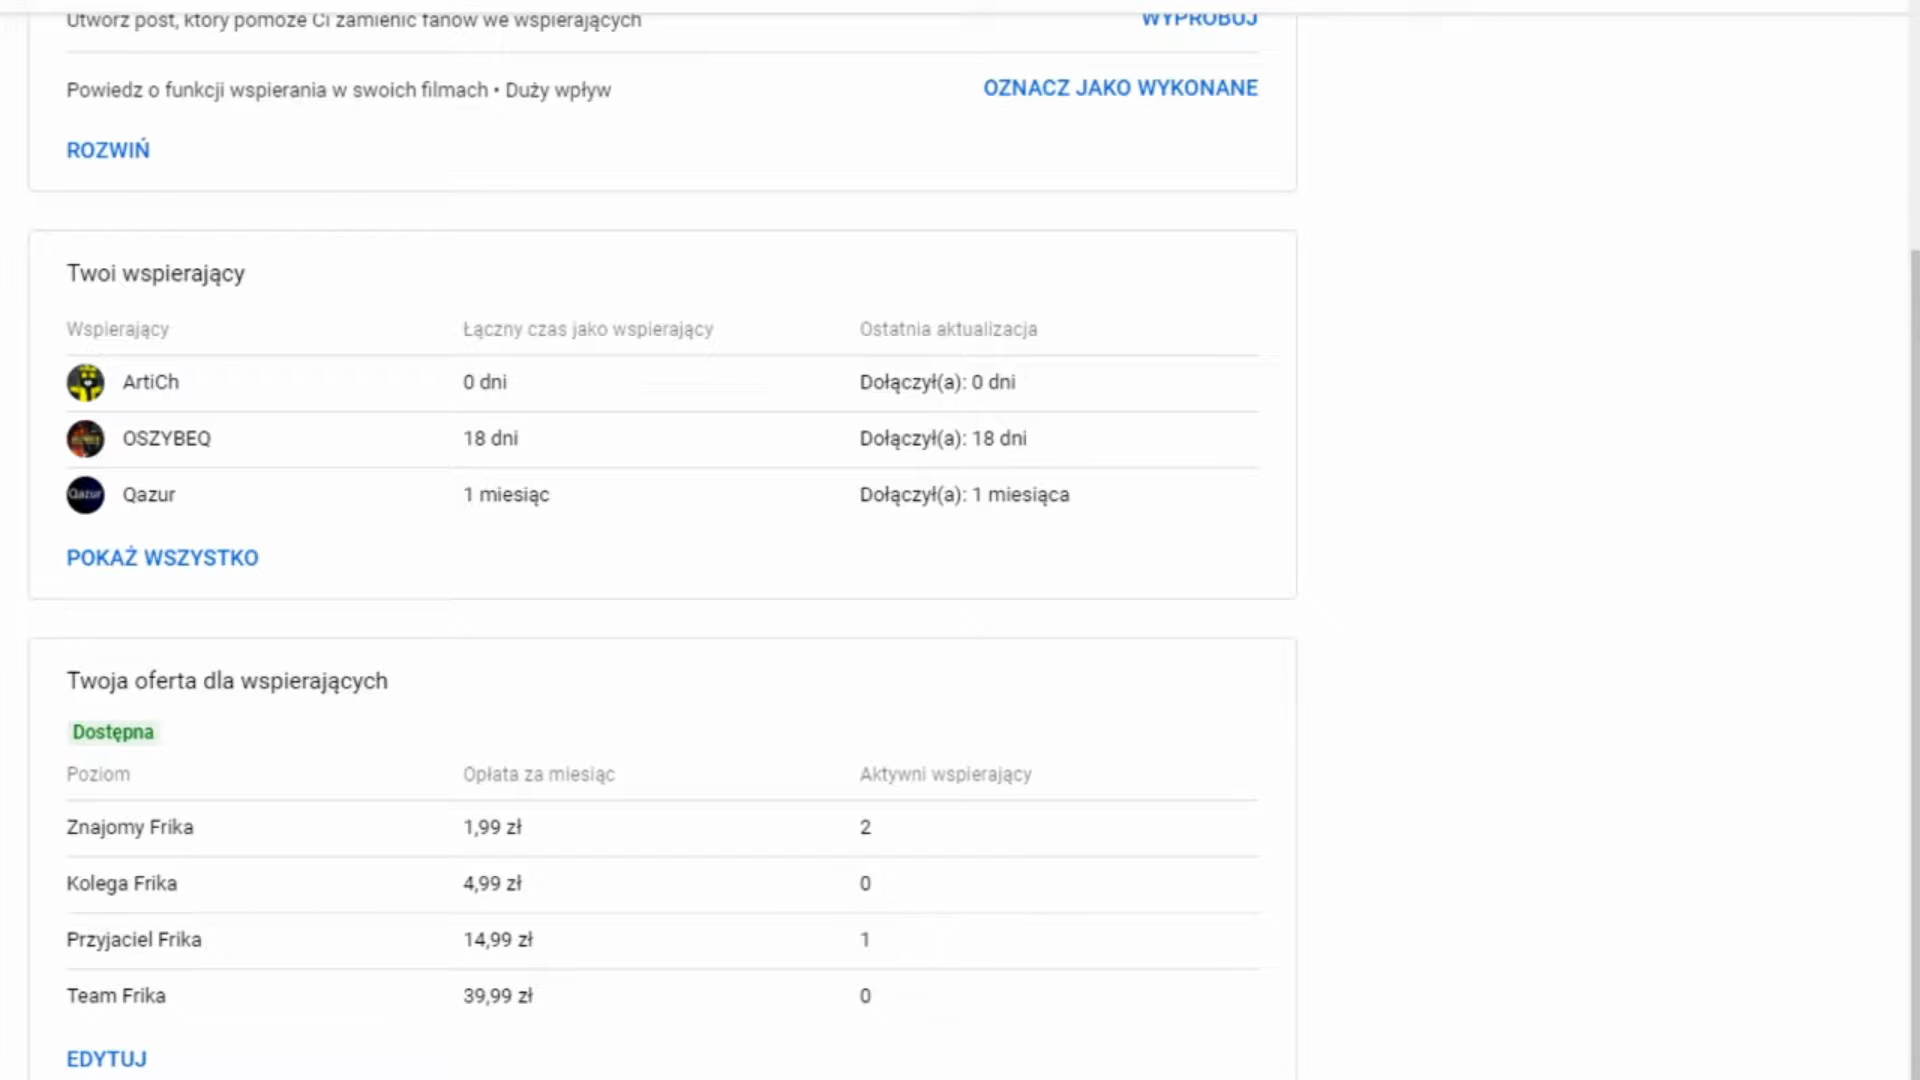 Utwórz post, który pomoże Ci zamienić fanów we wspierających WYPRÓBUJ
Powiedz o funkcji wspierania w swoich filmach • Duży wpływ OZNACZ JAKO WYKONANE
ROZWIŃ
Twoi wspierający
Wspierający Łączny czas jako wspierający Ostatnia aktualizacja
ArtiCh 0 dni Dołączył(a): 0 dni
OSZYBEQ 18 dni Dołączył(a): 18 dni
Qazur Qazur 1 miesiąc Dołączył(a): 1 miesiąca
POKAŻ WSZYSTKO
Twoja oferta dla wspierających
Dostępna
Poziom Opłata za miesiąc Aktywni wspierający
Znajomy Frika 1,99 zł 2
Kolega Frika 4,99 zł 0
Przyjaciel Frika 14,99 zł 1
Team Frika 39,99 zł 0
EDYTUJ